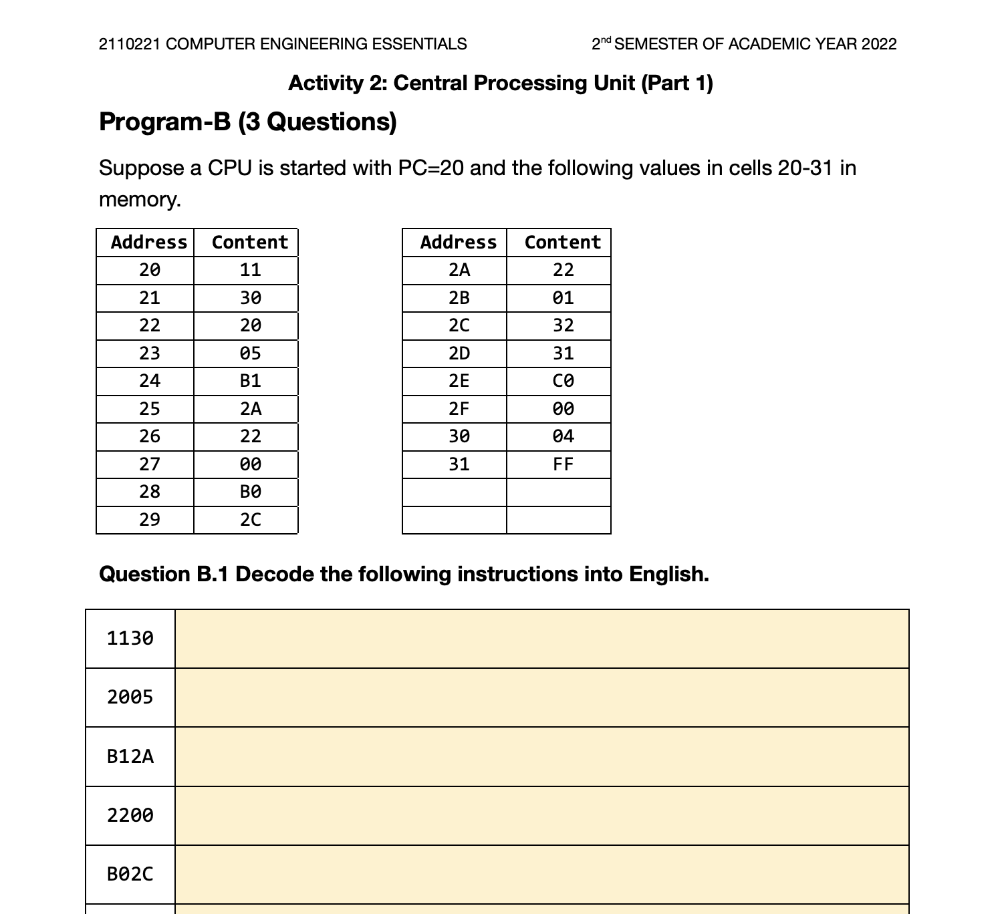 2110221 COMPUTER ENGINEERING ESSENTIALS 2nd SEMESTER OF ACADEMIC YEAR 2022
Activity 2: Central Processing Unit (Part 1)
Program-B (3 Questions)
Suppose a CPU is started with PC=20 and the following values in cells 20-31 in
memory.
Address Content Address Content
20 11 2A 22
21 30 2B 01
22 20 2C 32
23 05 2D 31
24 B1 2E C0
25 2A 2F 00
26 22 30 04
27 00 31 FF
28 B0
29 2C
Question B.1 Decode the following instructions into English.
1130
2005
B12A
2200
B02C